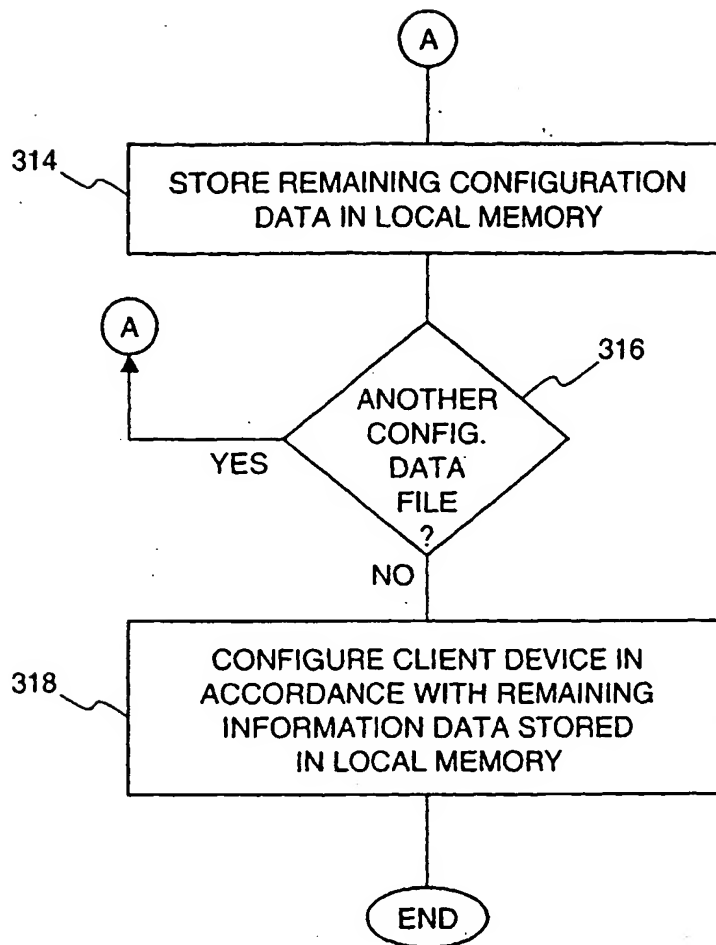 A
314
STORE REMAINING CONFIGURATION
DATA IN LOCAL MEMORY
A
316
ANOTHER
CONFIG.
DATA
FILE
?
YES
NO
318
CONFIGURE CLIENT DEVICE IN
ACCORDANCE WITH REMAINING
INFORMATION DATA STORED
IN LOCAL MEMORY
END